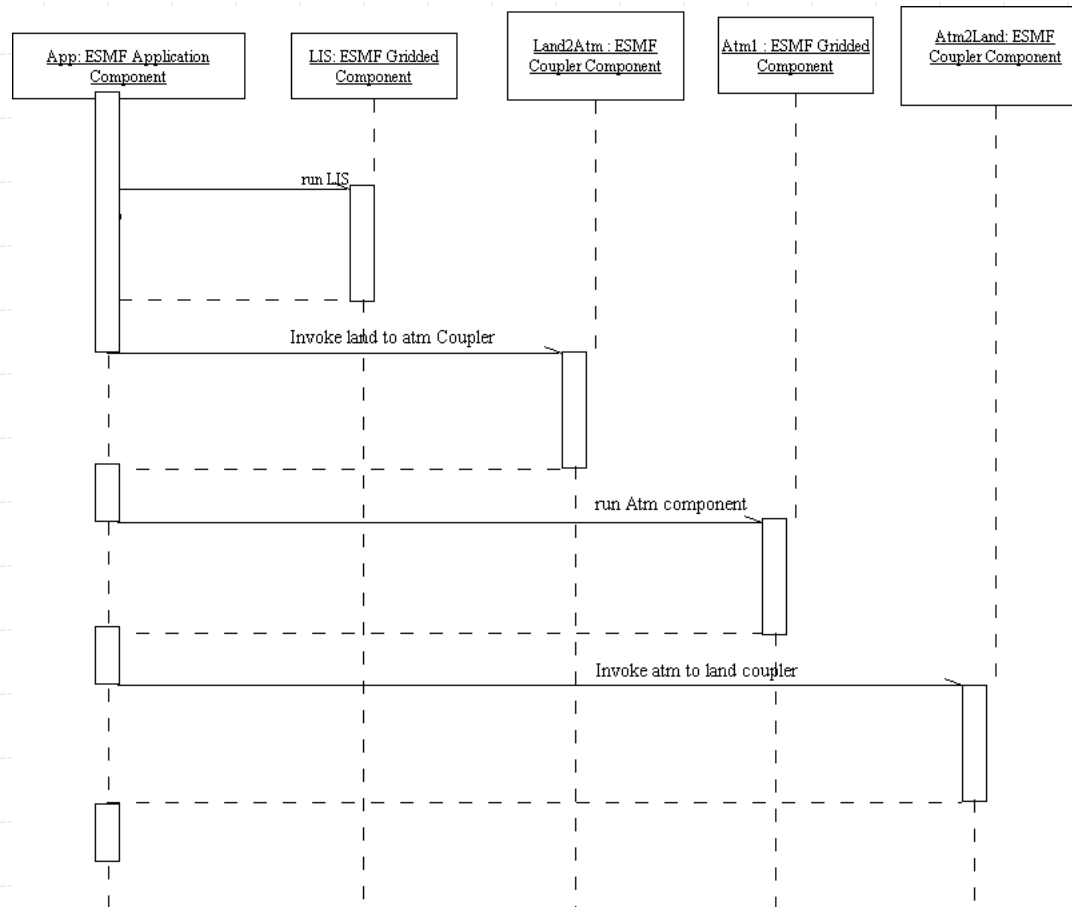 App: ESMF Application
Component
LIS: ESMF Gridded
Component
Land2Atm : ESMF
Coupler Component
Atm1 : ESMF Gridded
Component
Atm2Land: ESMF
Coupler Component
run LIS
Invoke land to atm Coupler
run Atm component
Invoke atm to land coupler